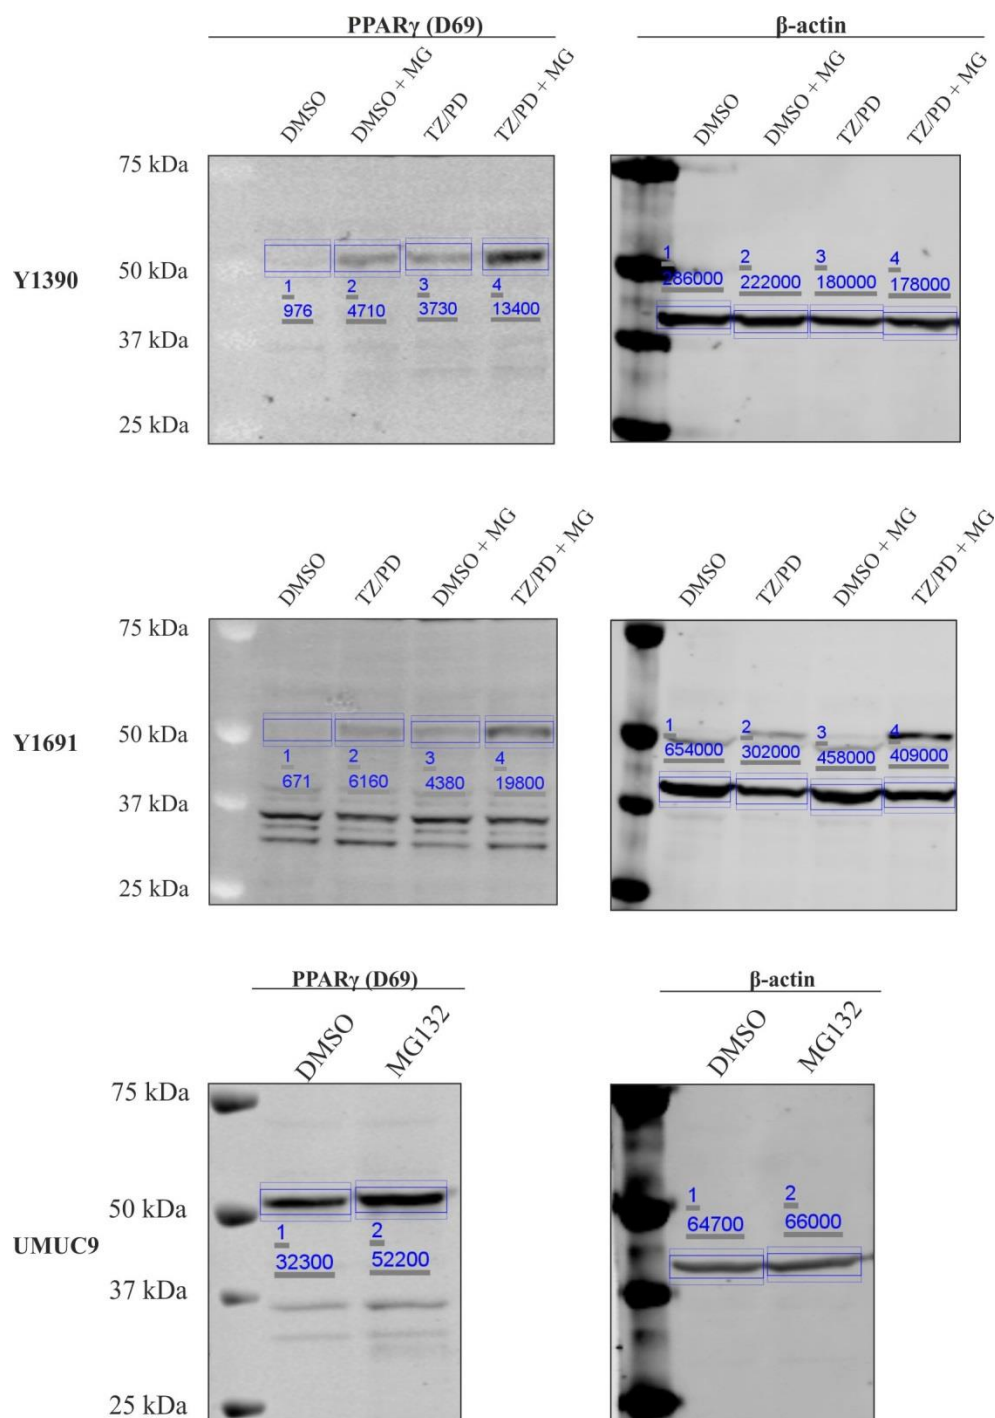 PPARγ (D69)
β-actin
DMSO
DMSO + MG
TZ/PD
TZ/PD + MG
DMSO
DMSO + MG
TZ/PD
TZ/PD + MG
Y1390
75 kDa
50 kDa
37 kDa
25 kDa
1
2
3
4
976
4710
3730
13400
1
2
3
4
286000
222000
180000
178000
DMSO
TZ/PD
DMSO + MG
TZ/PD + MG
DMSO
TZ/PD
DMSO + MG
TZ/PD + MG
Y1691
75 kDa
50 kDa
37 kDa
25 kDa
1
2
3
4
671
6160
4380
19800
1
2
3
4
654000
302000
458000
409000
PPARγ (D69)
β-actin
DMSO
MG132
DMSO
MG132
UMUC9
75 kDa
50 kDa
37 kDa
25 kDa
1
2
32300
52200
1
2
64700
66000